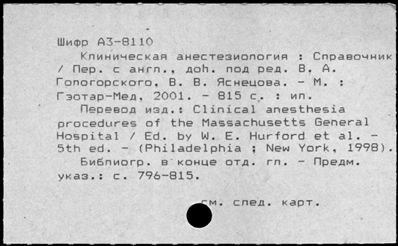 Шифр А3-8110
Клиническая анестезиология : Справочник
/ Пер. с англ., доп. под ред. В. А.
Гологорского, В. В. Яснецова. - М. :
Гэотар-Мед, 2001. - 815 с. : ил.
Перевод изд.: Clinical anesthesia
procedures of the Massachusetts General
Hospital / Ed. by W. E. Hurford et al. -
5th ed. - (Philadelphia ; New York, 1998).
Библиогр. в конце отд. гл. - Предм.
указ.: с. 796-815.
см. след. карт.